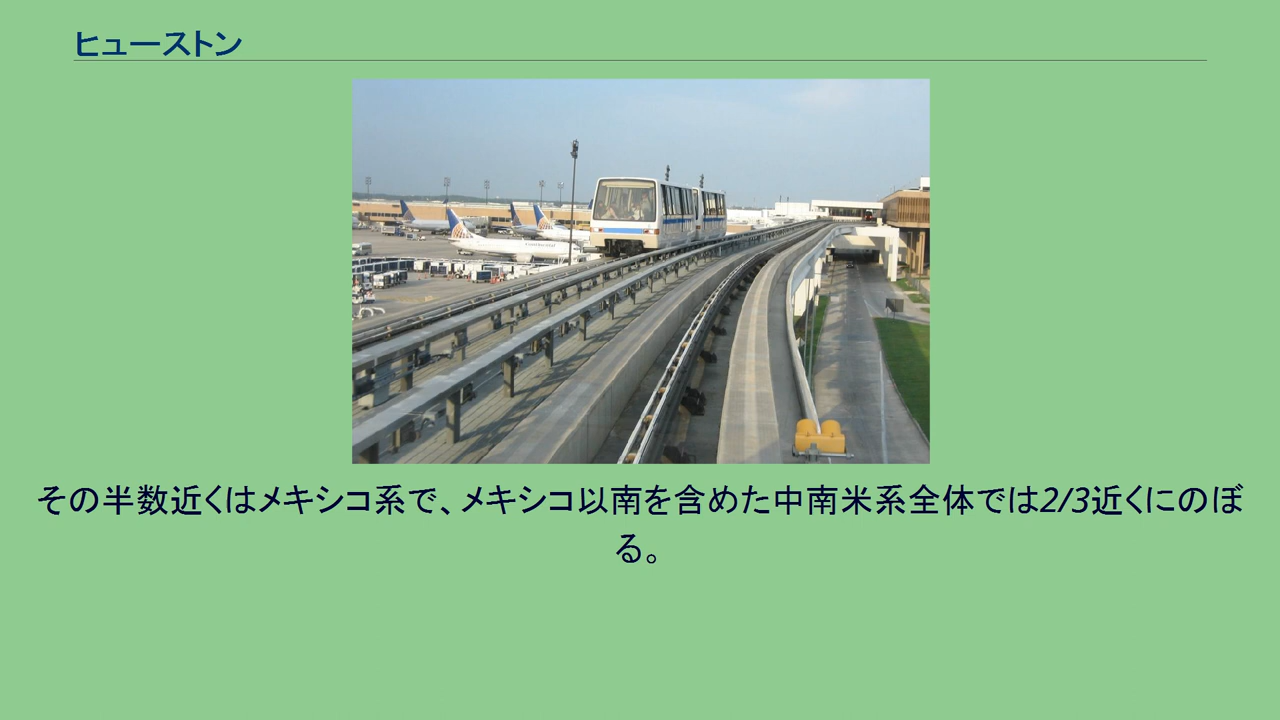 ヒューストン
その半数近くはメキシコ系で、メキシコ以南を含めた中南米系全体では2/3近くにのぼ
る。